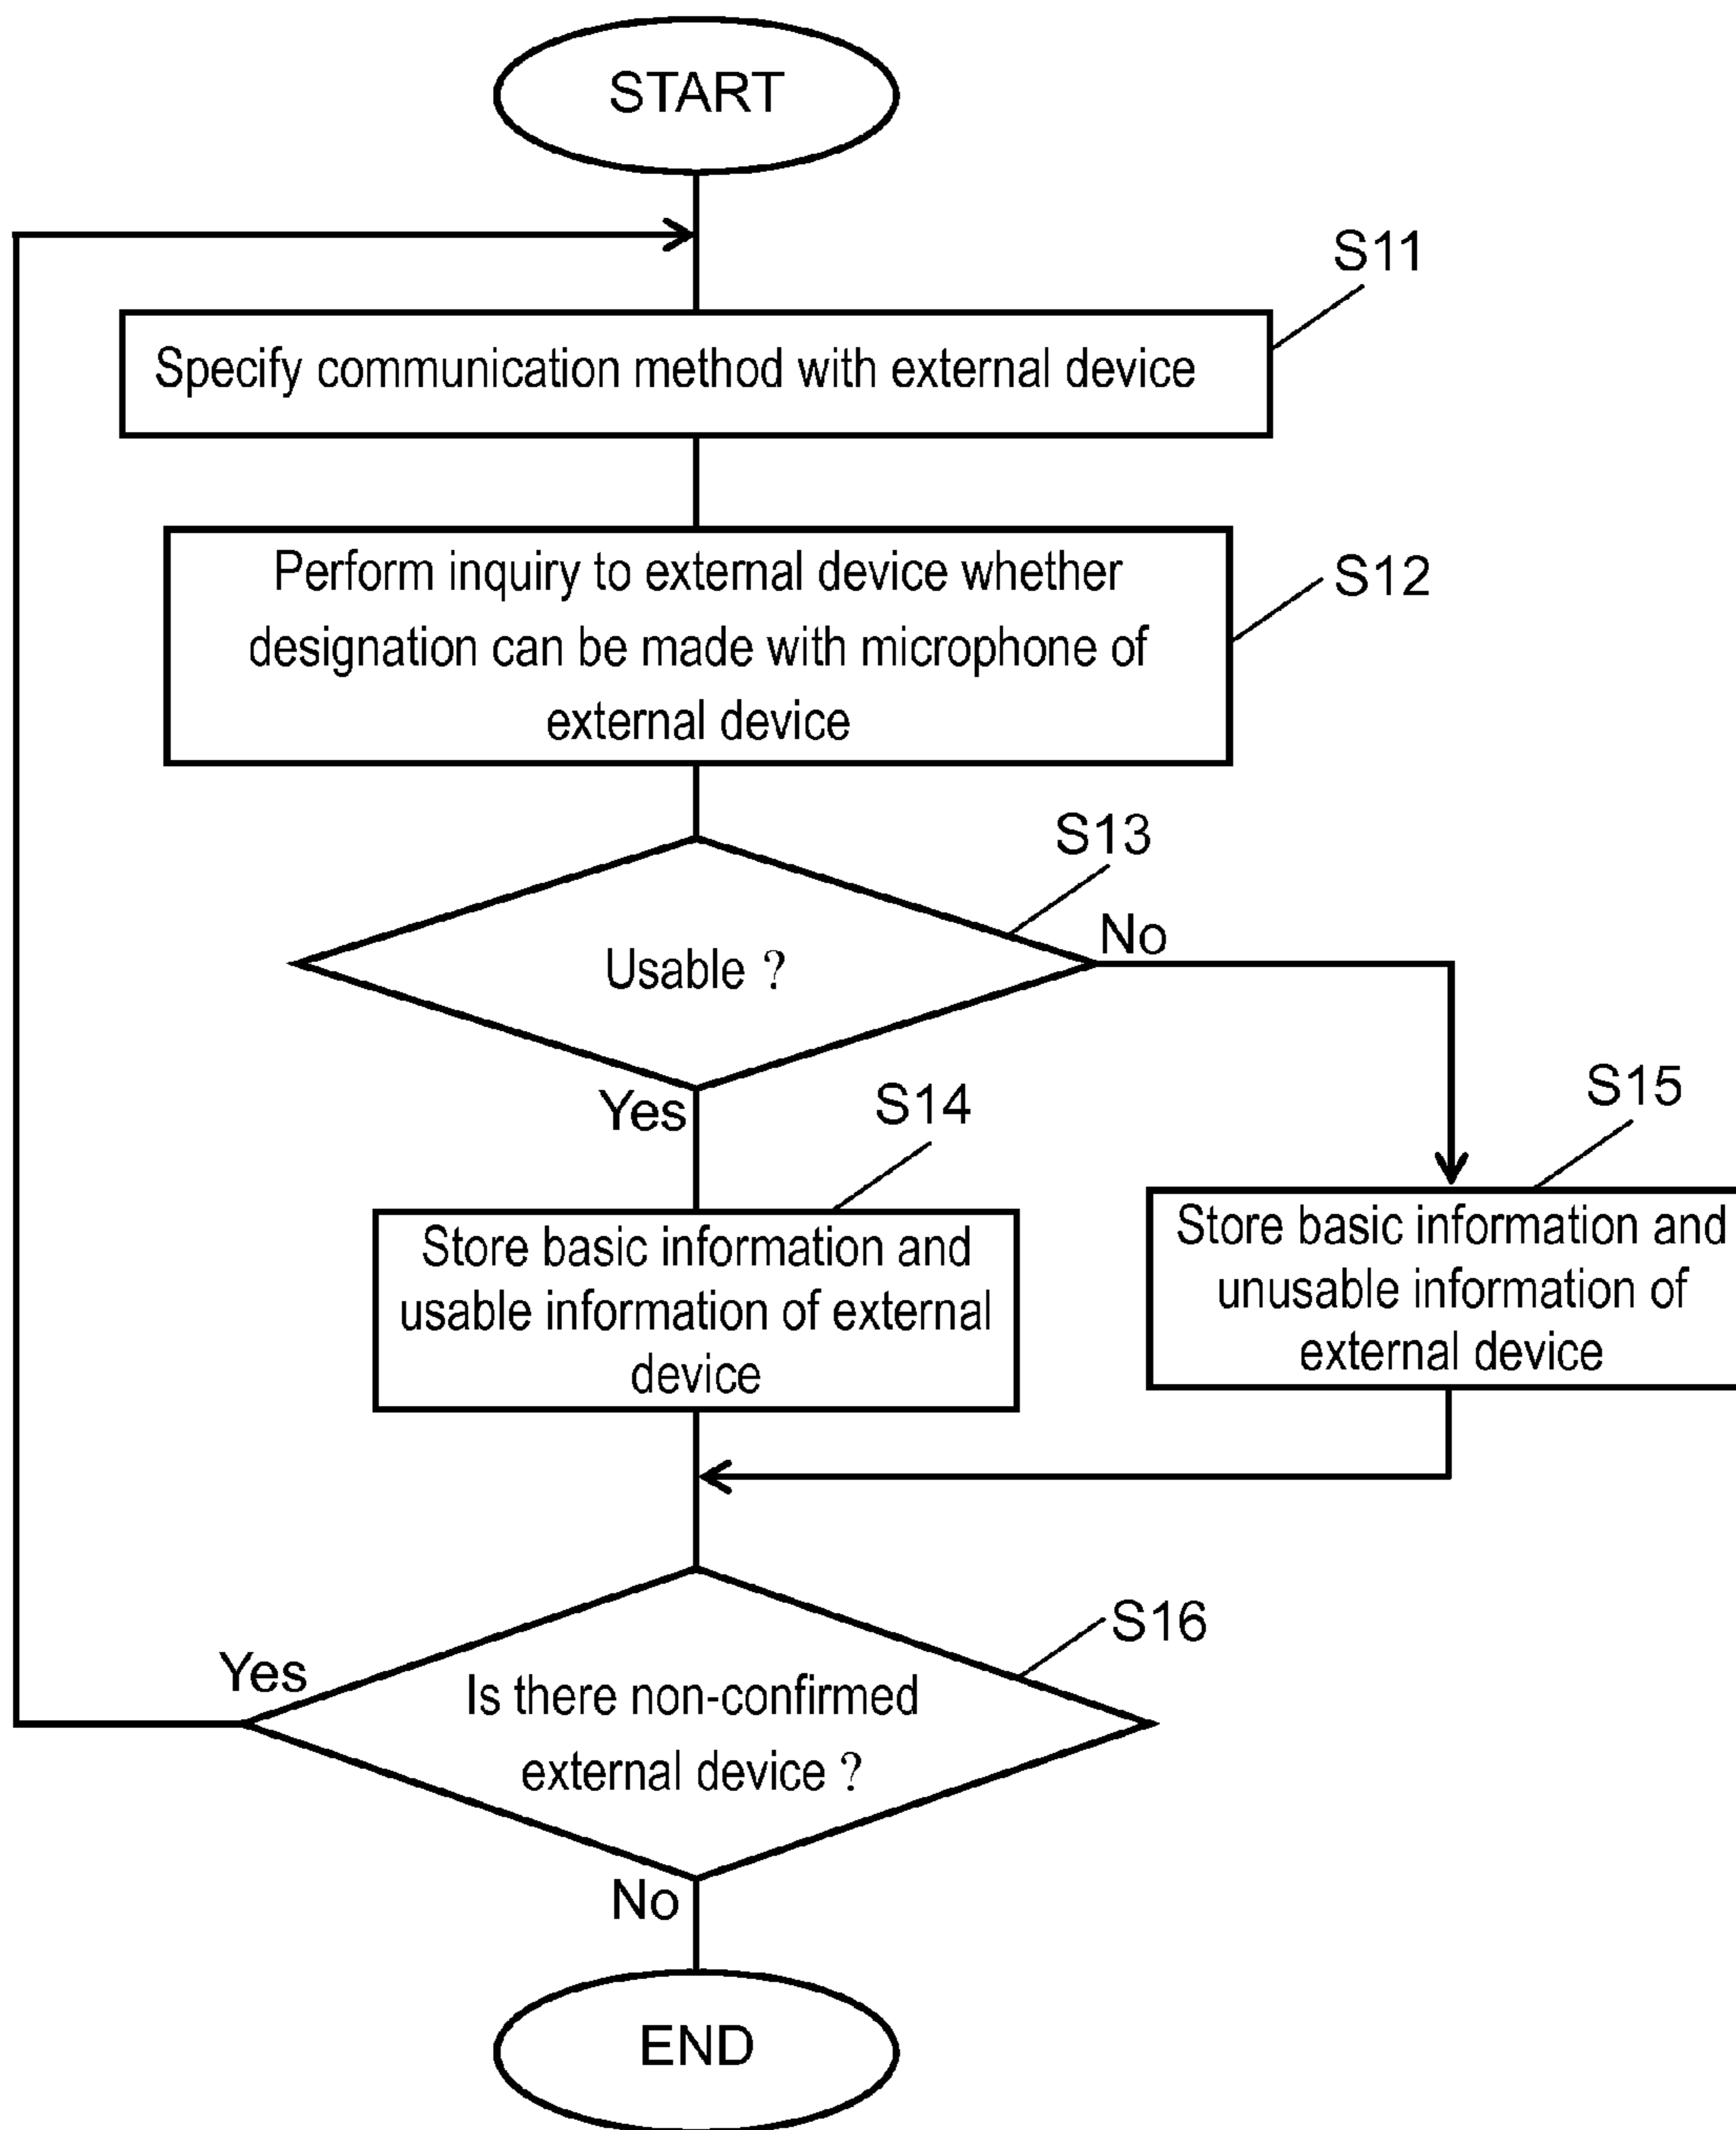 START
S11
Specify communication method with external device
Perform inquiry to external device whether
designation can be made with microphone of
external device
S12
S13
Usable ?
No
Yes
S14
S15
Store basic information and
usable information of external
device
Store basic information and
unusable information of
external device
S16
Yes
Is there non-confirmed
external device ?
No
END